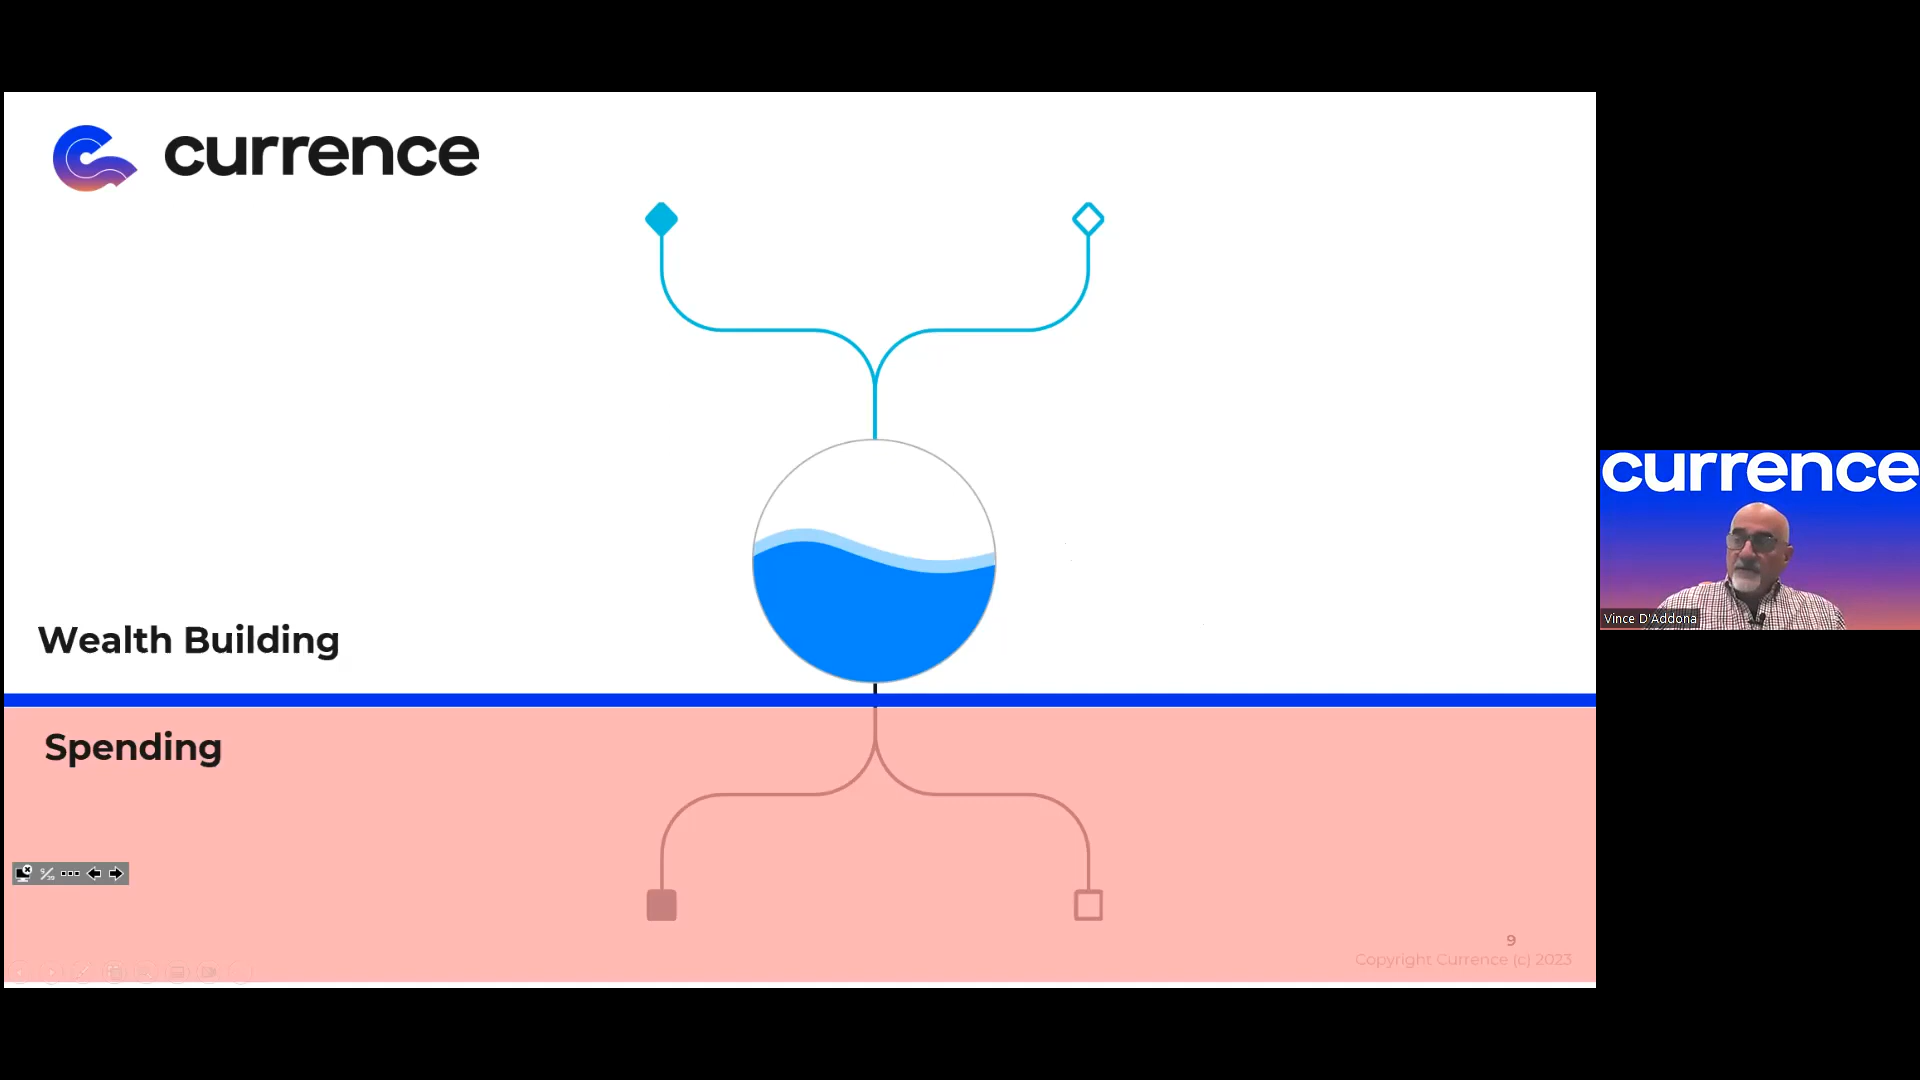 currence
Wealth Building
Spending
9
Copyright Currence (c) 2023
currence
Vince D'Addona